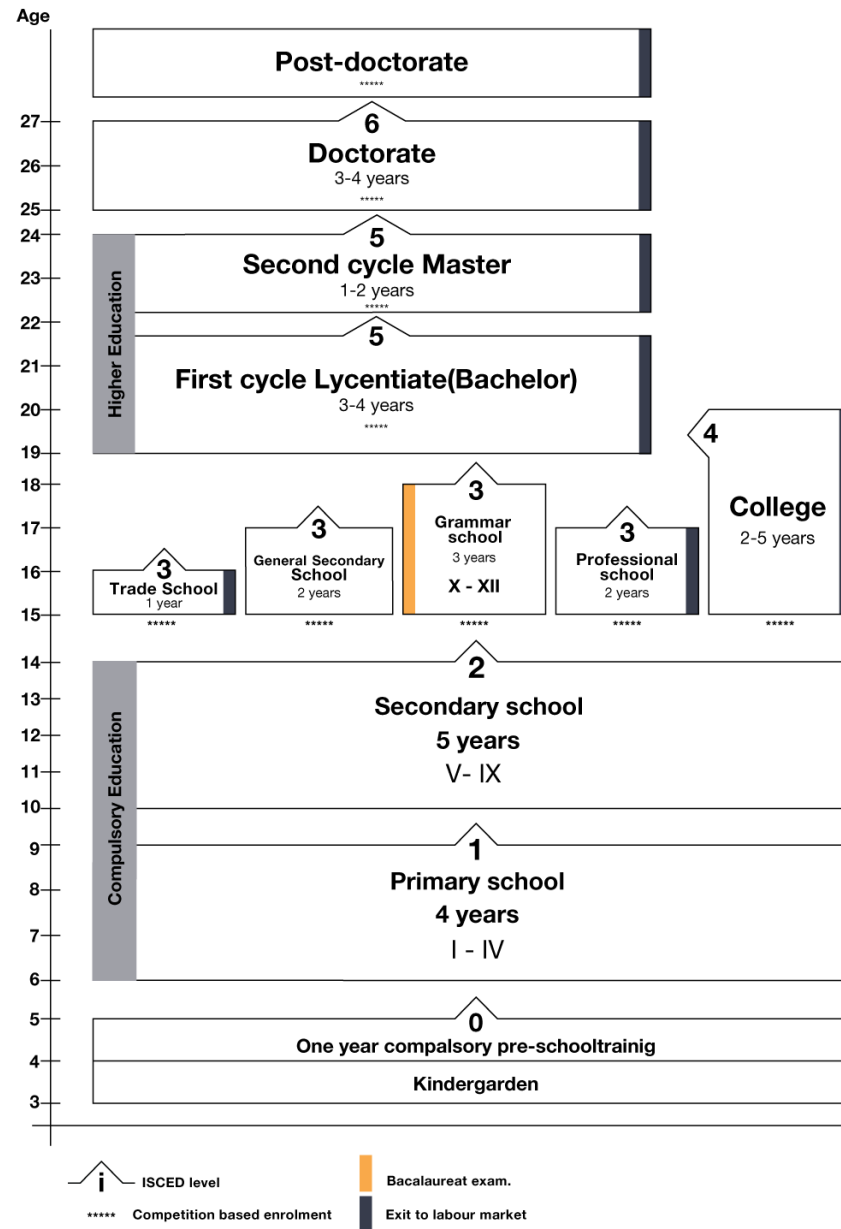 Age
Post-doctorate
*****
27
6
Doctorate
26
3-4 years
*****
25
24
5
Second cycle Master
23
1-2 years
*****
22
5
21
First cycle Lycentiate(Bachelor)
3-4 years
20
*****
19
Higher Education
4
College
2-5 years
18
3
Grammar
school
3 years
X - XII
17
3
General Secondary
School
2 years
3
Professional
school
2 years
16
3
Trade School
1 year
15
*****
*****
*****
*****
*****
14
2
13
Secondary school
12
5 years
11
V- IX
10
Compulsory Education
9
1
8
Primary school
4 years
7
I - IV
6
5
0
One year compalsory pre-schooltrainig
4
Kindergarden
3
i
ISCED level
Bacalaureat exam.
***** Competition based enrolment
Exit to labour market